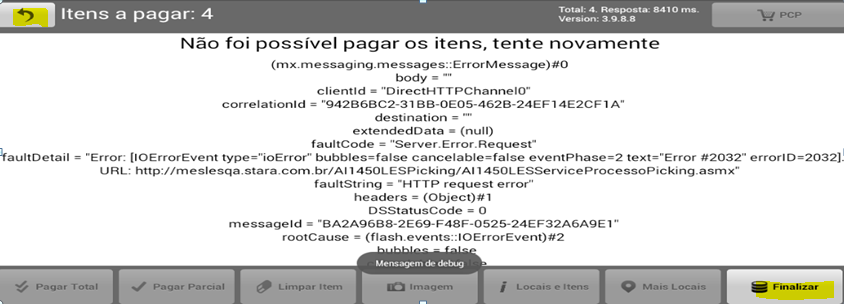 Itens a pagar: 4
Total: 4. Resposta: 8410 ms.
Version: 3.9.8.8
PCP
Não foi possível pagar os itens, tente novamente
(mx.messaging.messages::ErrorMessage)#0
body = ""
clientId = "DirectHTTPChannel0"
correlationId = "942B6BC2-31BB-0E05-462B-24EF14E2CF1A"
destination = ""
extendedData = (null)
faultCode = "Server.Error.Request"
faultDetail = "Error: [IOErrorEvent type="ioError" bubbles=false cancelable=false eventPhase=2 text="Error #2032" errorID=2032].
URL: http://meslesqa.stara.com.br/AI1450LESPicking/AI1450LESServiceProcessoPicking.asmx"
faultString = "HTTP request error"
headers = (Object)#1
DSStatusCode = 0
messageId = "BA2A96B8-2E69-F48F-0525-24EF32A6A9E1"
rootCause = (flash.events::IOErrorEvent)#2
bubbles = false
Mensagem de debug
Pagar Total
Pagar Parcial
Limpar Item
Imagem
Locais e Itens
Mais Locais
Finalizar